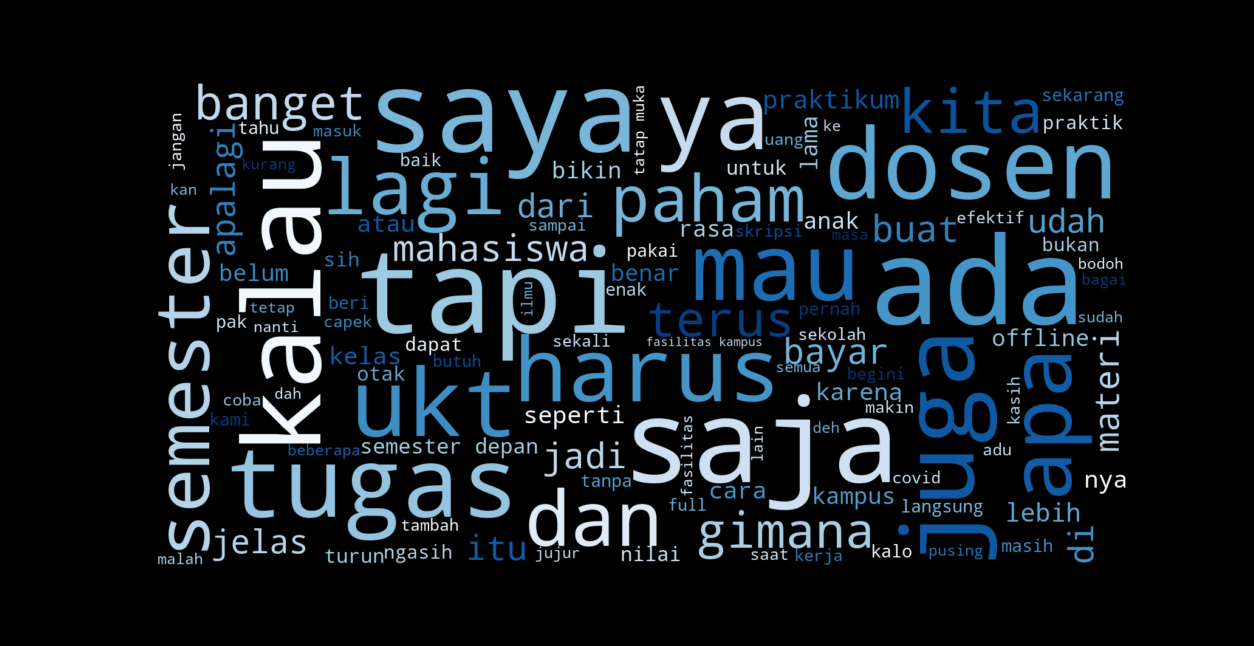 banget
saya
tatap muka
ya
praktikum
kita
sekarang
jangan
apalagi
tahu
masuk
kalau
baik
uang
lama
ke
praktik
kurang
lagi
bikin
untuk
dosen
kan
semester
dari
paham
anak
atau
sampai
rasa
skripsi
masa
buat
efektif
udah
mahasiswa
pakai
bukan
belum
sih
tapi
ilmu
benar
mau
ada
bodoh
bagai
tetap
beri
enak
terus
pernah
sudah
pak
nanti
capek
sekolah
offline
dapat
sekali
fasilitas kampus
materi
kelas
butuh
harus
bayar
juga
apa
otak
semua
begini
coba
dah
ukt
karena
kasih
kami
seperti
saja
makin
beberapa
semester depan
fasilitas
lain
deh
adu
tugas
jadi
tanpa
cara
covid
nya
full
kampus
langsung
lebih
di
tambah
dan
gimana
jelas
itu
malah
turun
ngasih
jujur
nilai
saat
kerja
kalo
pusing
masih